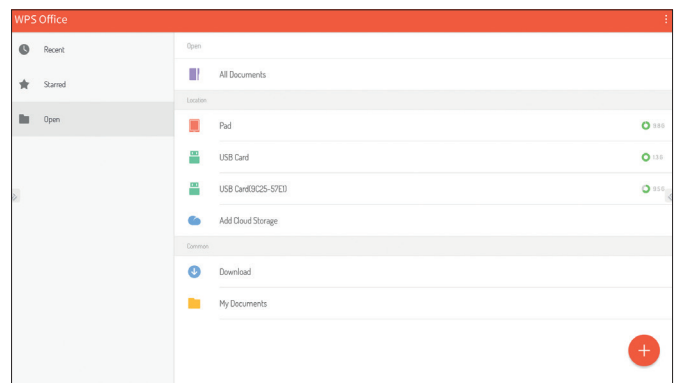 WPS Office
Recent
Starred
Open
Open
All Documents
Location
Pad
USB Card
USB Card(9C25-57E1)
Add Cloud Storage
Common
Download
My Documents